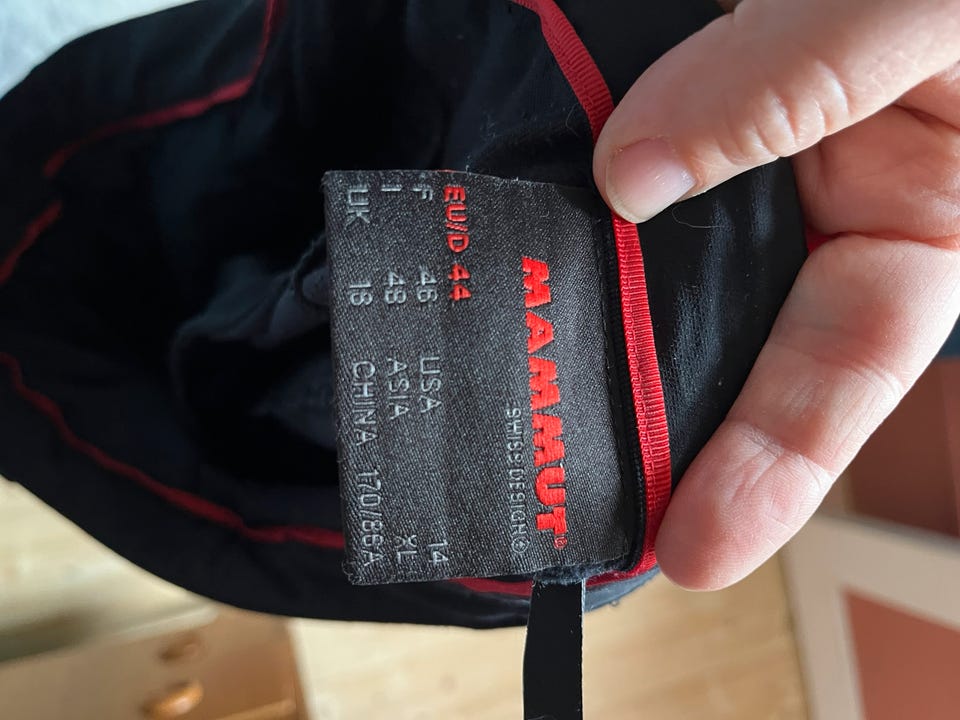 MAMMUT®
SWISS DESIGN
EU/D 44
F 46 USA 14
I 48 ASIA XL
UK 18 CHINA 170/88A